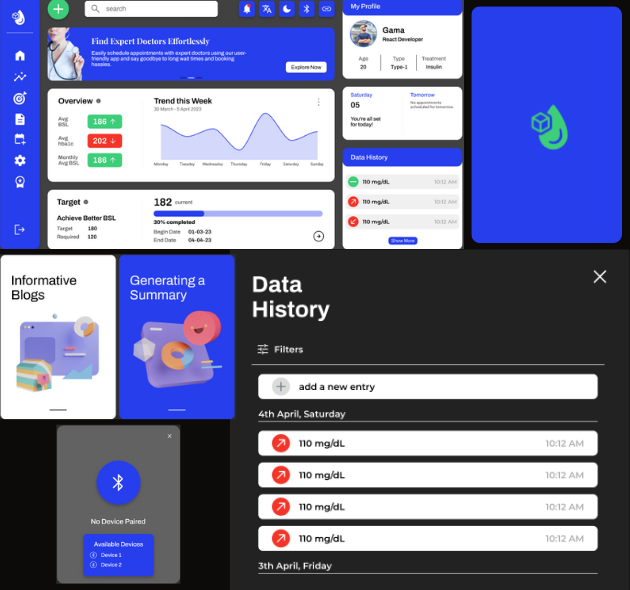 search
My Profile
Gama
React Developer
Age
Type
Treatment
20
Type-1
Insulin
Find Expert Doctors Effortlessly
Easily schedule appointments with expert doctors using our user-
friendly app and say goodbye to long wait times and booking
hassles.
Explore Now
Overview
Avg
BSL
186 ↑
Avg
202 ↓
Monthly
Avg BSL
186 ↑
Trend this Week
30 March - 5 April 2023
Monday Tuesday Wednesday Thursday Friday Saturday Sunday
Saturday
05
You're all set
for today!
Tomorrow
No appointments
scheduled for tomorrow
Data History
110 mg/dL 10:12 AM
110 mg/dL 10:12 AM
110 mg/dL 10:12 AM
Show More
Target
Achieve Better BSL
Target 180
Required 120
182 current
30% completed
Begin Date 01-03-23
End Date 04-04-23
Informative
Blogs
Generating a
Summary
No Device Paired
Available Devices
Device 1
Device 2
Data
History
Filters
add a new entry
4th April, Saturday
110 mg/dL 10:12 AM
110 mg/dL 10:12 AM
110 mg/dL 10:12 AM
110 mg/dL 10:12 AM
3th April, Friday